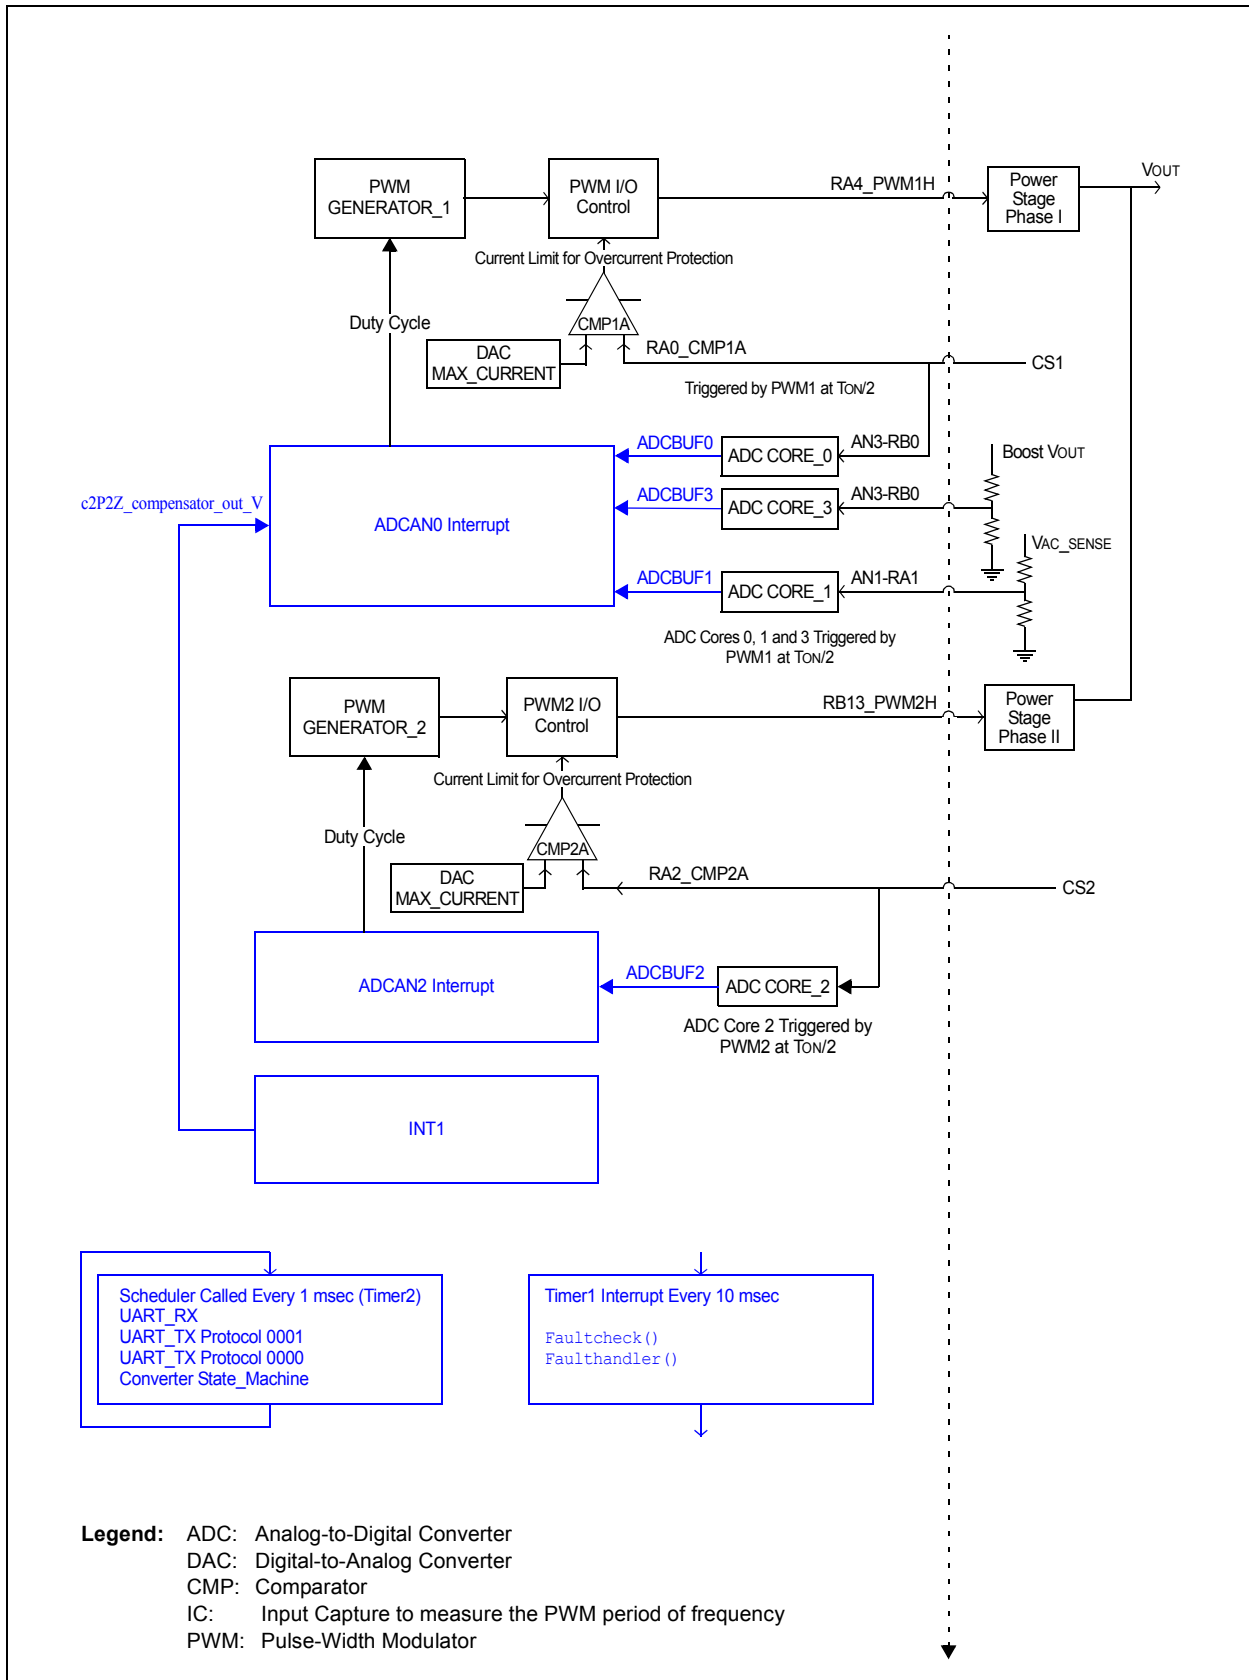 PWM
GENERATOR_1
PWM I/O
Control
RA4_PWM1H
Power
Stage
Phase I
VOUT
Current Limit for Overcurrent Protection
CMP1A
Duty Cycle
DAC
MAX_CURRENT
RA0_CMP1A
CS1
Triggered by PWM1 at TON/2
ADCBUF0
ADC CORE_0
AN3-RB0
Boost VOUT
c2P2Z_compensator_out_V
ADCAN0 Interrupt
ADCBUF3
ADC CORE_3
AN3-RB0
VAC_SENSE
ADCBUF1
ADC CORE_1
AN1-RA1
ADC Cores 0, 1 and 3 Triggered by
PWM1 at TON/2
PWM
GENERATOR_2
PWM2 I/O
Control
RB13_PWM2H
Power
Stage
Phase II
Current Limit for Overcurrent Protection
Duty Cycle
CMP2A
DAC
MAX_CURRENT
RA2_CMP2A
CS2
ADCAN2 Interrupt
ADCBUF2
ADC CORE_2
ADC Core 2 Triggered by
PWM2 at TON/2
INT1
Scheduler Called Every 1 msec (Timer2)
UART_RX
UART_TX Protocol 0001
UART_TX Protocol 0000
Converter State_Machine
Timer1 Interrupt Every 10 msec
Faultcheck()
Faulthandler()
Legend: ADC: Analog-to-Digital Converter
DAC: Digital-to-Analog Converter
CMP: Comparator
IC: Input Capture to measure the PWM period of frequency
PWM: Pulse-Width Modulator